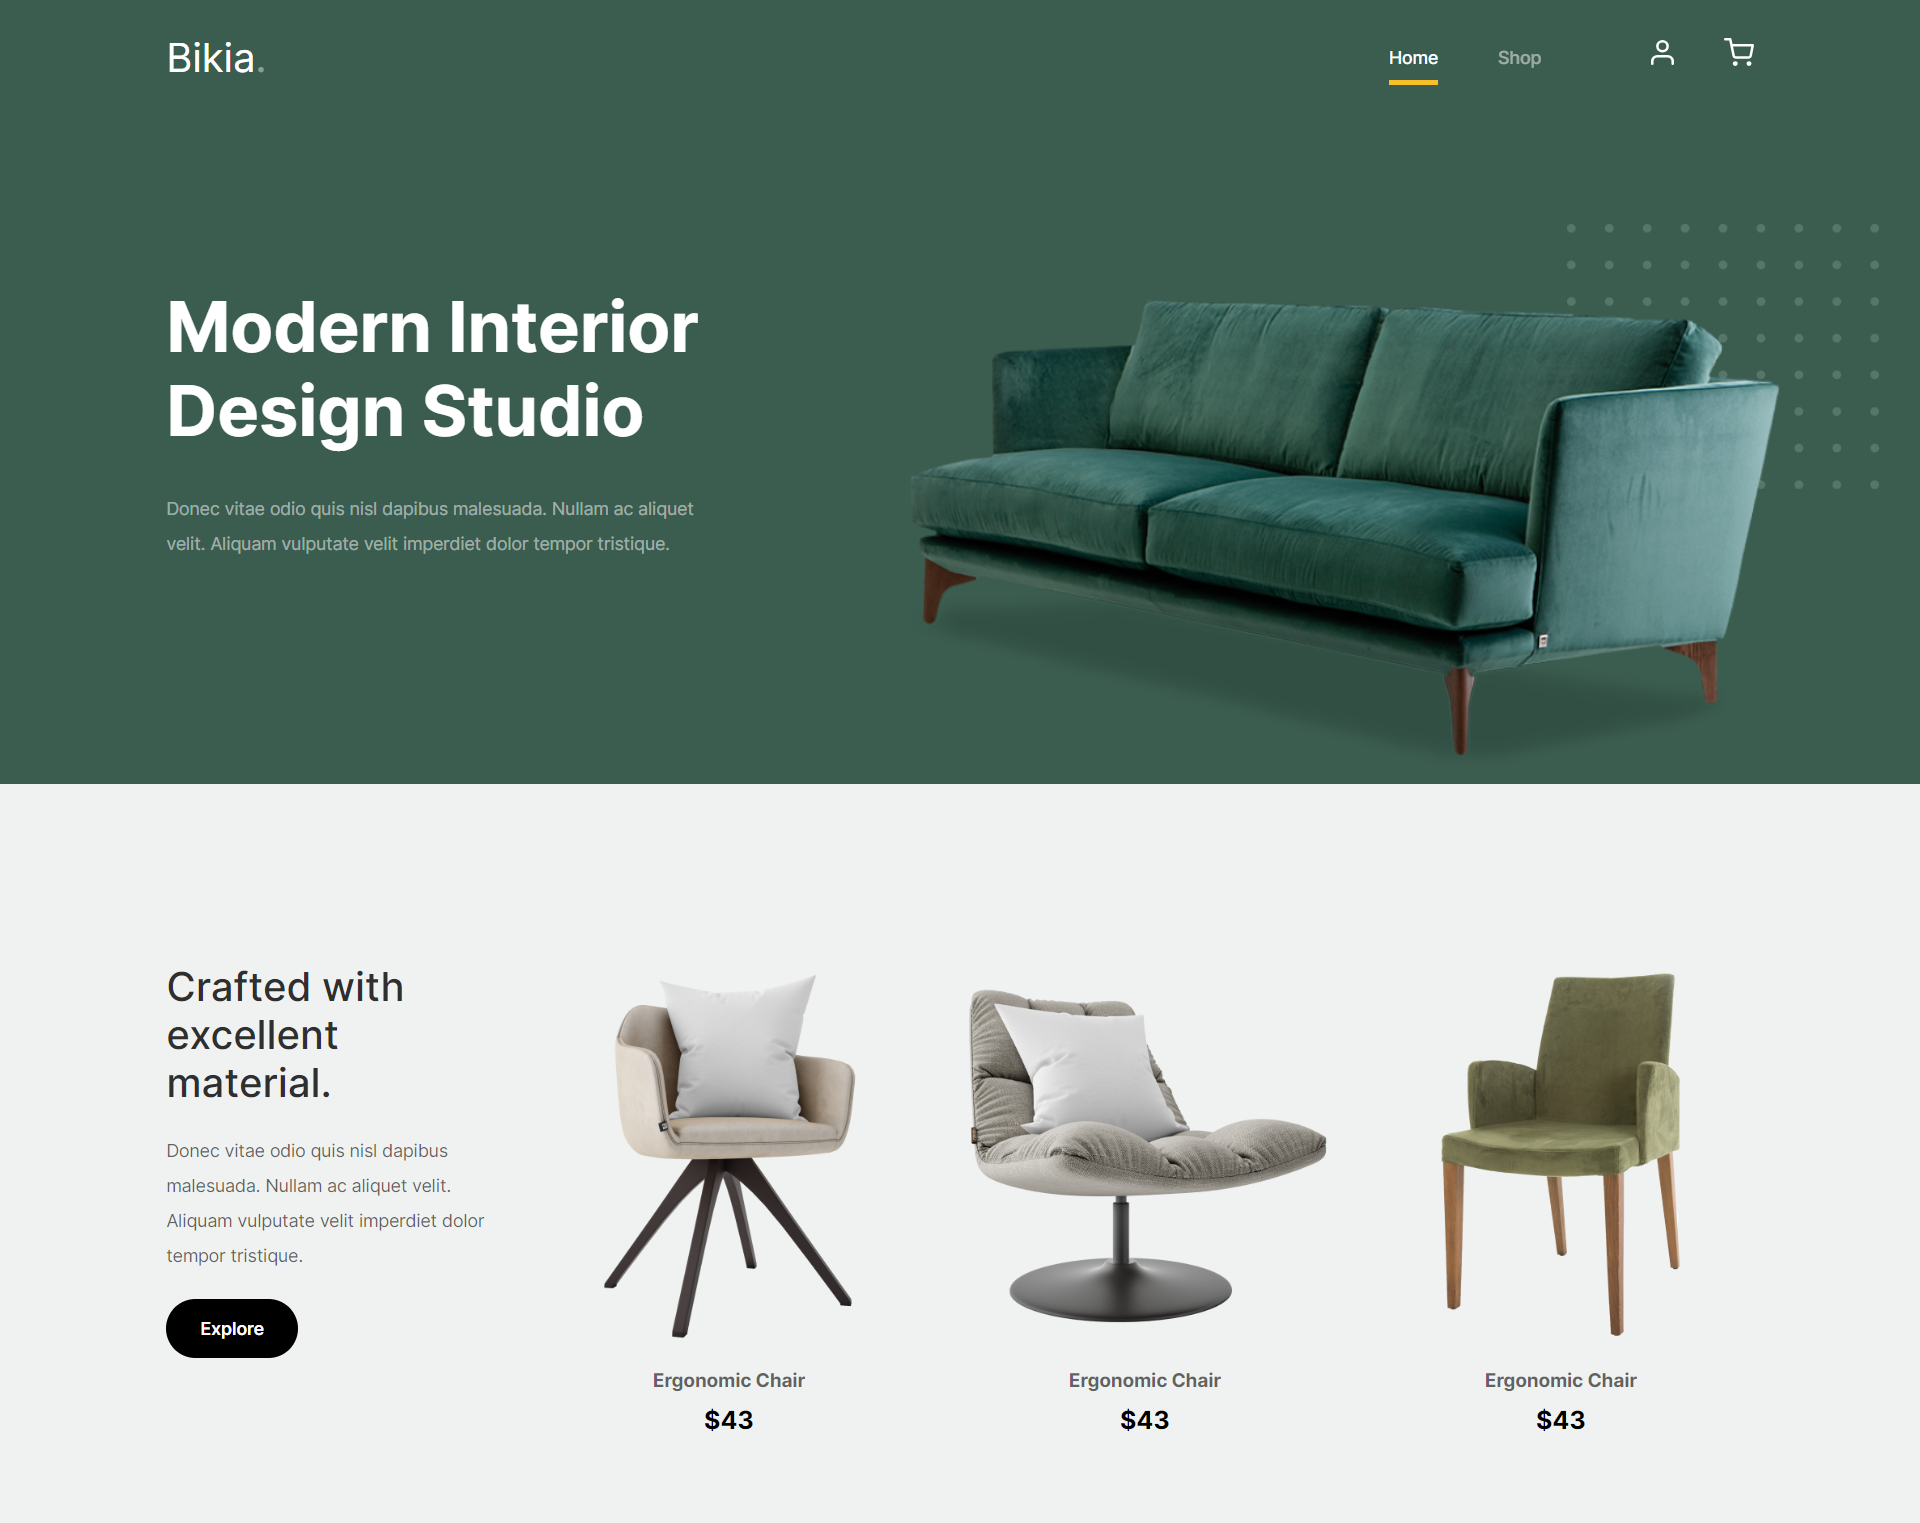 Bikia.
Home
Shop
Modern Interior
Design Studio
Donec vitae odio quis nisl dapibus malesuada. Nullam ac aliquet
velit. Aliquam vulputate velit imperdiet dolor tempor tristique.
Crafted with
excellent
material.
Donec vitae odio quis nisl dapibus
malesuada. Nullam ac aliquet velit.
Aliquam vulputate velit imperdiet dolor
tempor tristique.
Explore
Ergonomic Chair
$43
Ergonomic Chair
$43
Ergonomic Chair
$43